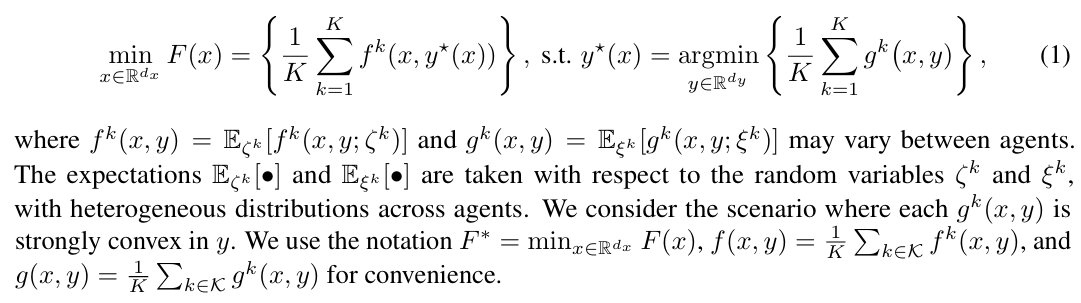 min_{x∈ℝ^{d_x}} F(x) = { 1/K ∑_{k=1}^{K} f^k(x, y^⋆(x)) }, s.t. y^⋆(x) = argmin_{y∈ℝ^{d_y}} { 1/K ∑_{k=1}^{K} g^k(x, y) }, (1)
where f^k(x, y) = 𝔼_{ζ^k}[f^k(x, y; ζ^k)] and g^k(x, y) = 𝔼_{ξ^k}[g^k(x, y; ξ^k)] may vary between agents.
The expectations 𝔼_{ζ^k}[•] and 𝔼_{ξ^k}[•] are taken with respect to the random variables ζ^k and ξ^k,
with heterogeneous distributions across agents. We consider the scenario where each g^k(x, y) is
strongly convex in y. We use the notation F^* = min_{x∈ℝ^{d_x}} F(x), f(x, y) = 1/K ∑_{k∈𝒦} f^k(x, y), and
g(x, y) = 1/K ∑_{k∈𝒦} g^k(x, y) for convenience.